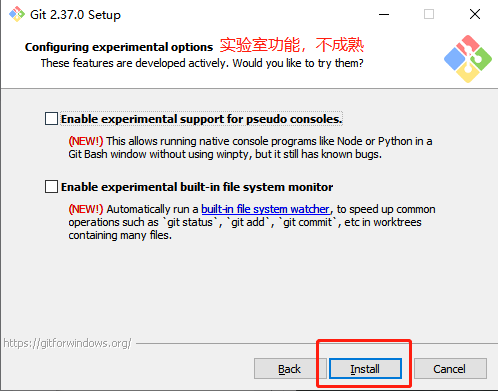 Git 2.37.0 Setup
Configuring experimental options 实验室功能，不成熟
These features are developed actively. Would you like to try them?
Enable experimental support for pseudo consoles.
(NEW!) This allows running native console programs like Node or Python in a
Git Bash window without using winpty, but it still has known bugs.
Enable experimental built-in file system monitor
(NEW!) Automatically run a built-in file system watcher, to speed up common
operations such as `git status`, `git add`, `git commit`, etc in worktrees
containing many files.
https://gitforwindows.org/
Back Install Cancel